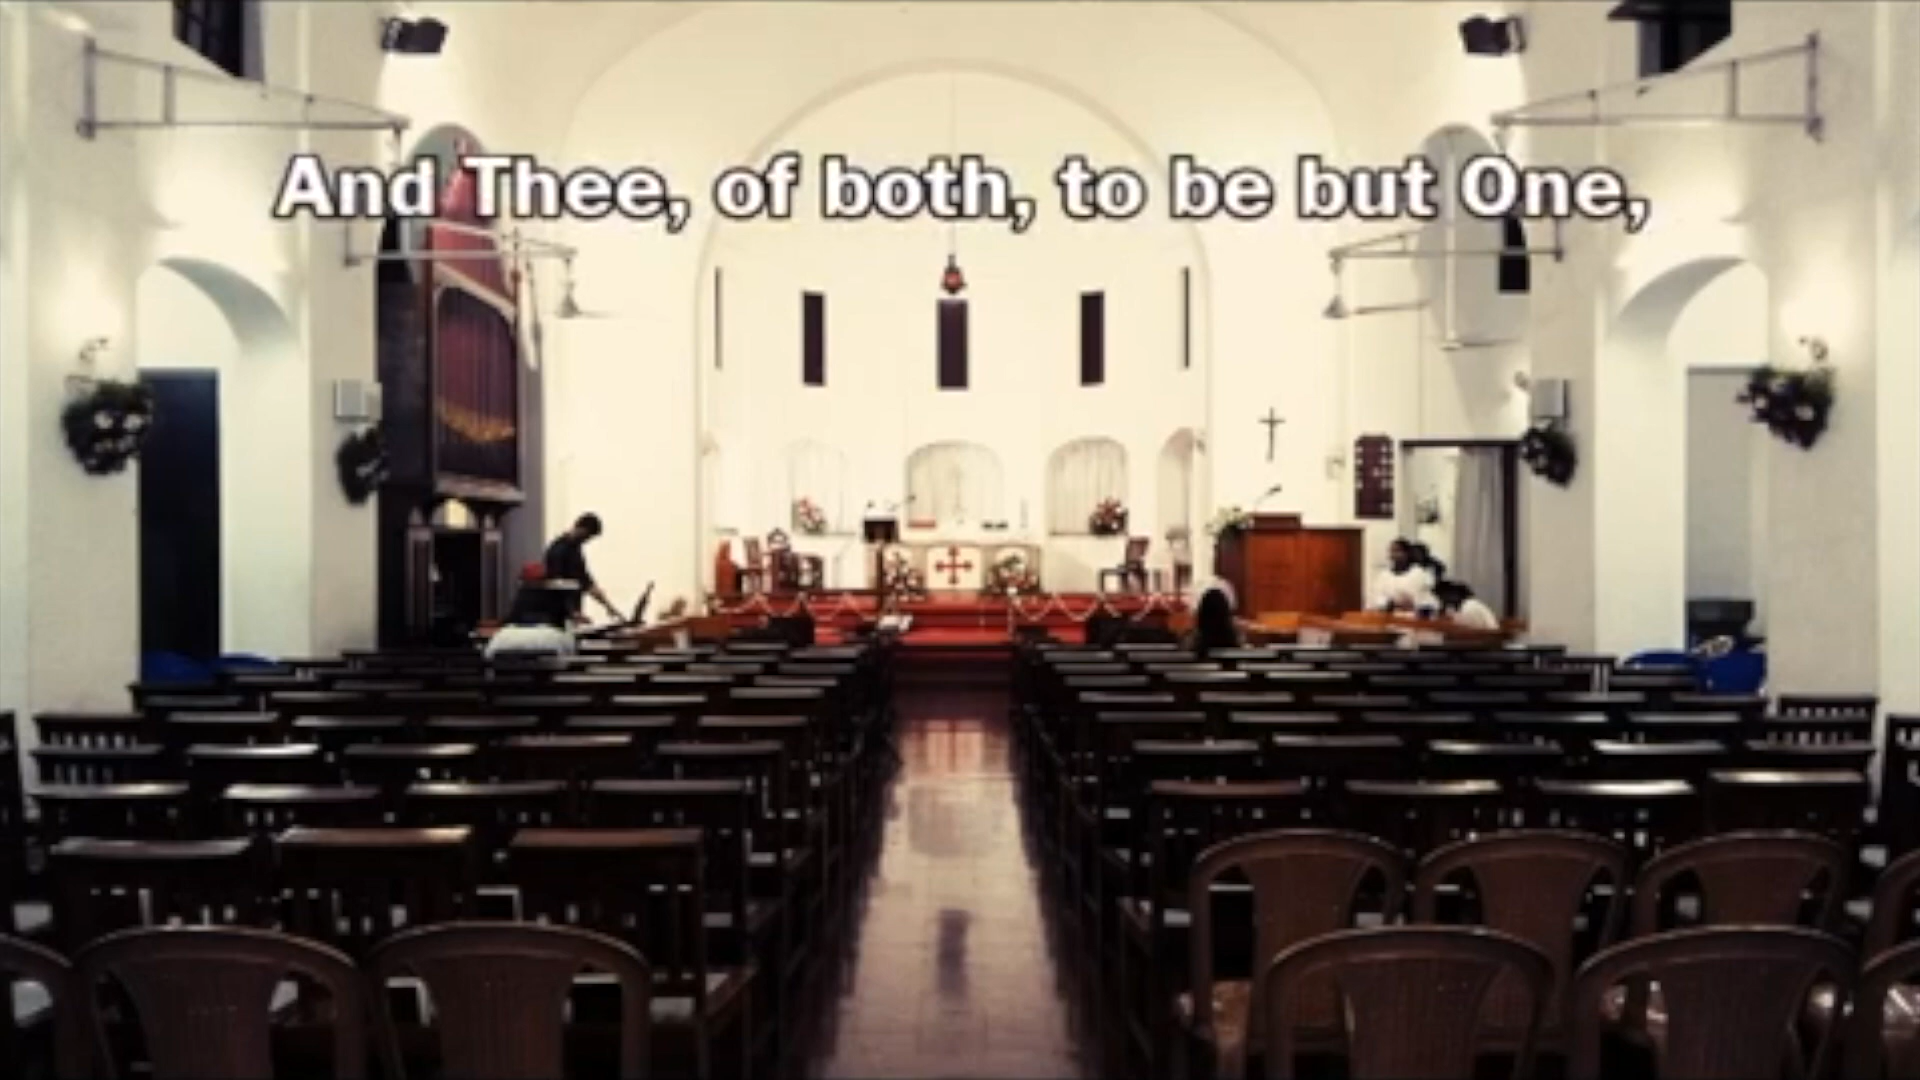 And Thee, of both, to be but One,